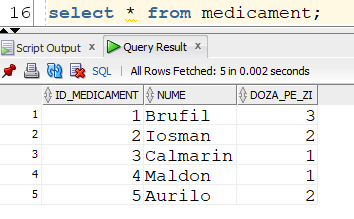 16 select * from medicament;
Script Output x Query Result x
SQL | All Rows Fetched: 5 in 0.002 seconds
ID_MEDICAMENT NUME DOZA_PE_ZI
1 1 Brufil 3
2 2 Iosman 2
3 3 Calmarin 1
4 4 Maldon 1
5 5 Aurilo 2